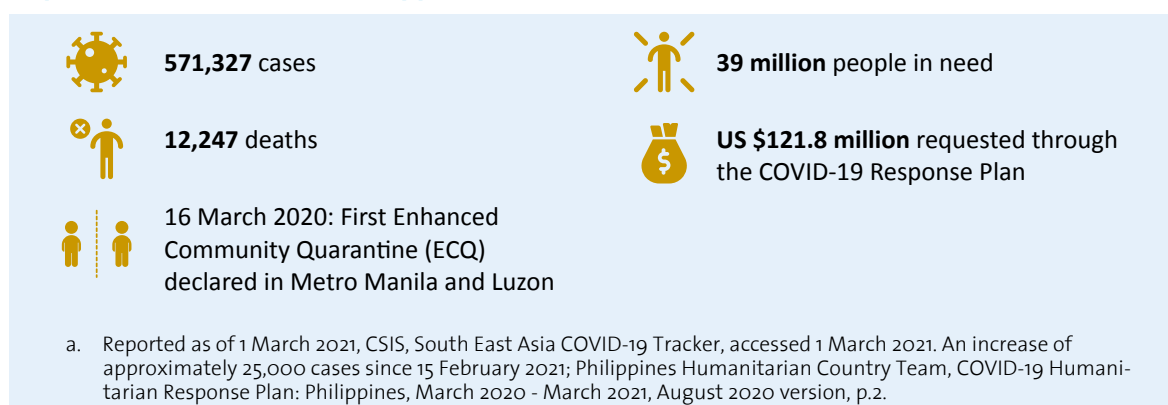 571,327 cases
12,247 deaths
16 March 2020: First Enhanced
Community Quarantine (ECQ)
declared in Metro Manila and Luzon
39 million people in need
$
US $121.8 million requested through
the COVID-19 Response Plan
a. Reported as of 1 March 2021, CSIS, South East Asia COVID-19 Tracker, accessed 1 March 2021. An increase of
approximately 25,000 cases since 15 February 2021; Philippines Humanitarian Country Team, COVID-19 Humani-
tarian Response Plan: Philippines, March 2020 - March 2021, August 2020 version, p.2.